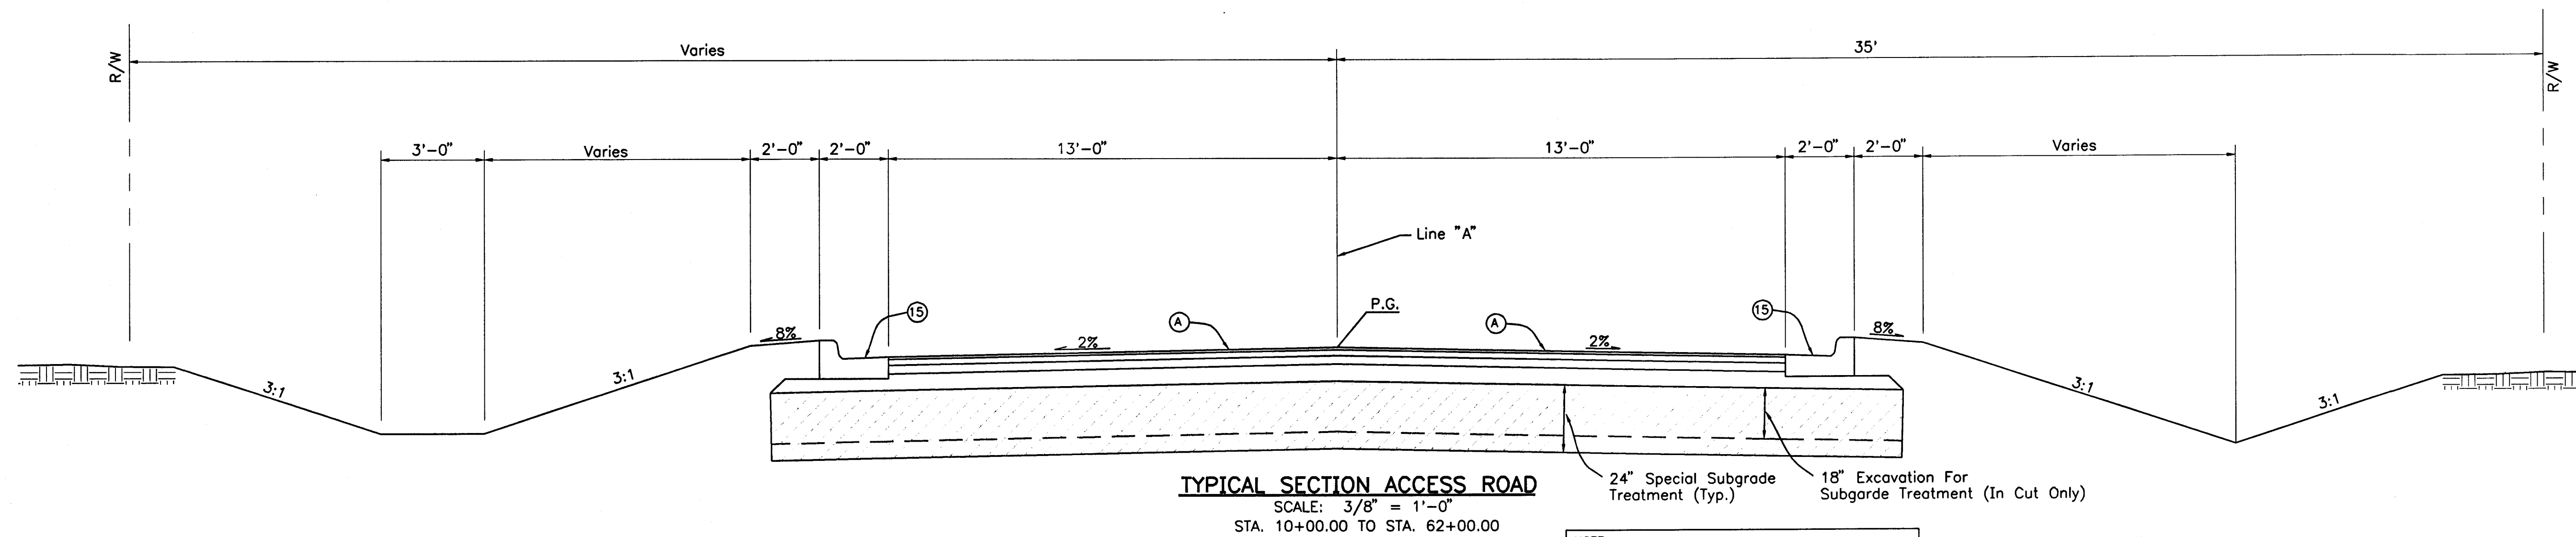 R/W
Varies
35'
R/W
3'-0"
Varies
2'-0"
2'-0"
13'-0"
13'-0"
2'-0"
2'-0"
Varies
Line "A"
P.G.
15
A
A
15
8%
2%
2%
8%
3:1
3:1
3:1
3:1
24" Special Subgrade
Treatment (Typ.)
18" Excavation For
Subgarde Treatment (In Cut Only)
TYPICAL SECTION ACCESS ROAD
SCALE: 3/8" = 1'-0"
STA. 10+00.00 TO STA. 62+00.00